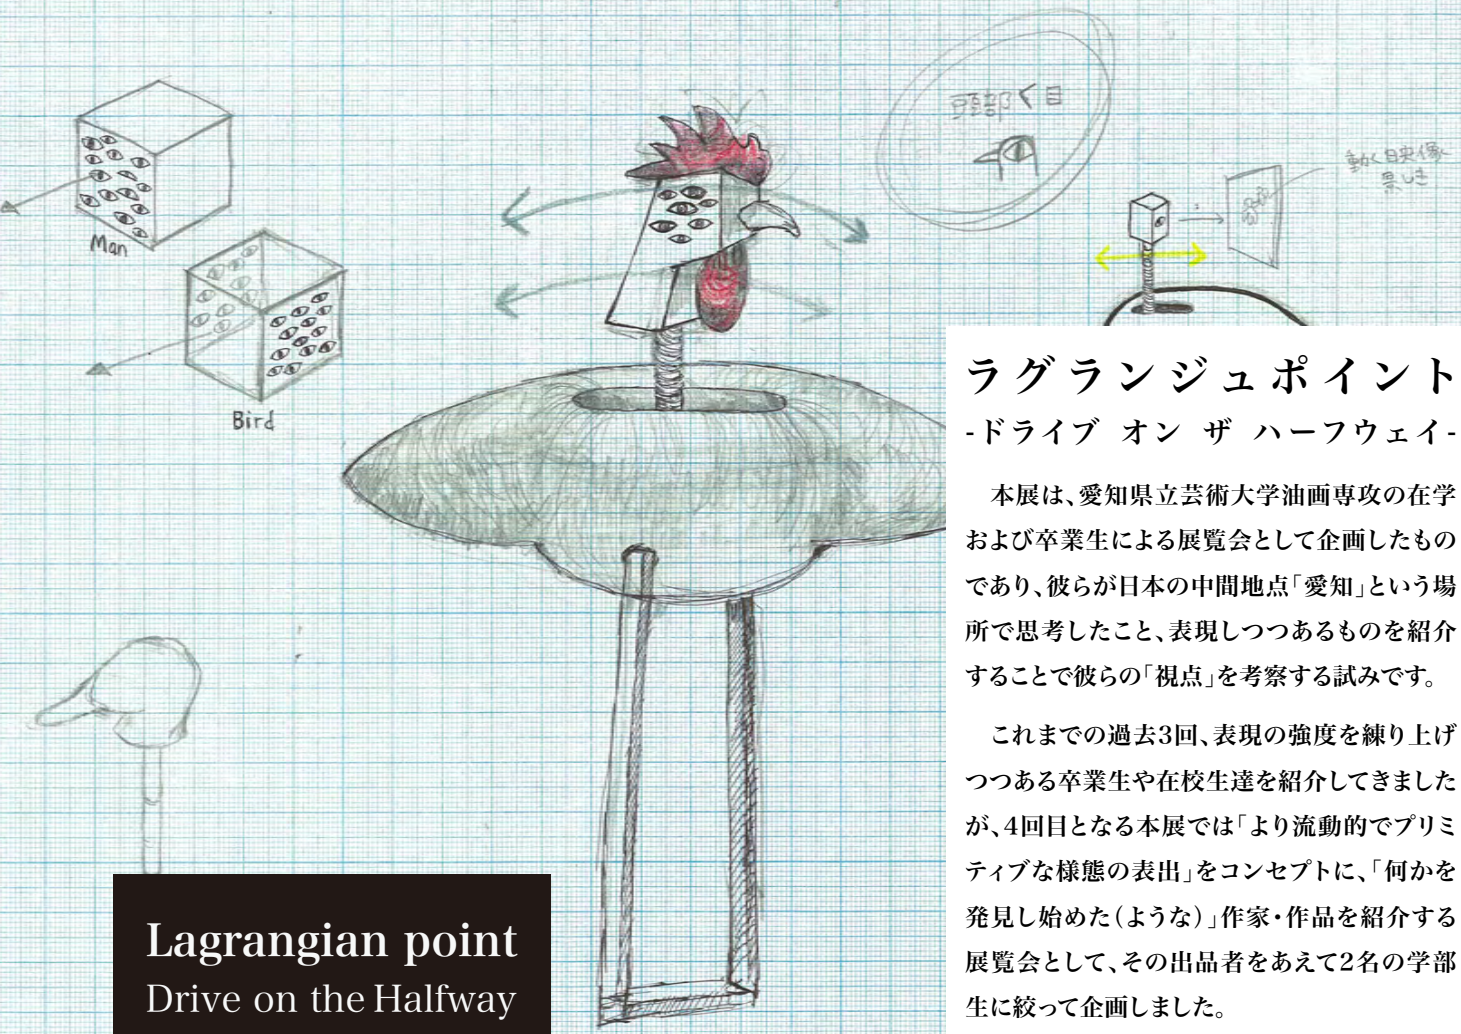 Man
Bird
頭部く目
動く映像
ラグランジュポイント
-ドライブ オン ザ ハーフウェイ-
本展は、愛知県立芸術大学油画専攻の在学
および卒業生による展覧会として企画したもの
であり、彼らが日本の中間地点「愛知」という場
所で思考したこと、表現しつつあるものを紹介
することで彼らの「視点」を考察する試みです。
これまでの過去3回、表現の強度を練り上げ
つつある卒業生や在校生達を紹介してきました
が、4回目となる本展では「より流動的でプリミ
ティブな様態の表出」をコンセプトに、「何かを
発見し始めた（ような）」作家・作品を紹介する
展覧会として、その出品者をあえて2名の学部
生に絞って企画しました。
Lagrangian point
Drive on the Halfway